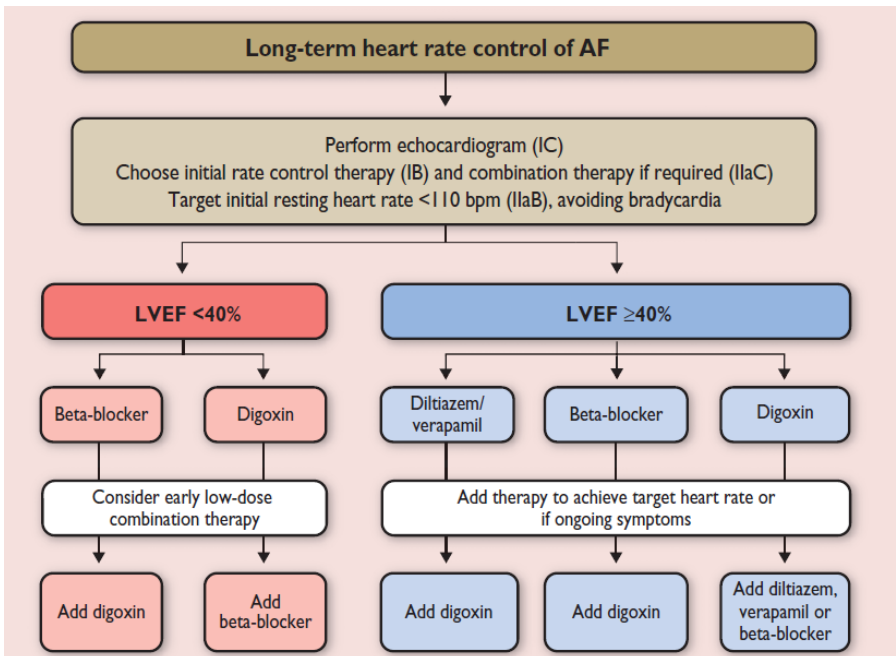 Long-term heart rate control of AF
Perform echocardiogram (IC)
Choose initial rate control therapy (IB) and combination therapy if required (IIaC)
Target initial resting heart rate <110 bpm (IIaB), avoiding bradycardia
LVEF <40%
LVEF ≥40%
Beta-blocker
Digoxin
Diltiazem/
verapamil
Beta-blocker
Digoxin
Consider early low-dose
combination therapy
Add therapy to achieve target heart rate or
if ongoing symptoms
Add digoxin
Add
beta-blocker
Add digoxin
Add digoxin
Add diltiazem,
verapamil or
beta-blocker